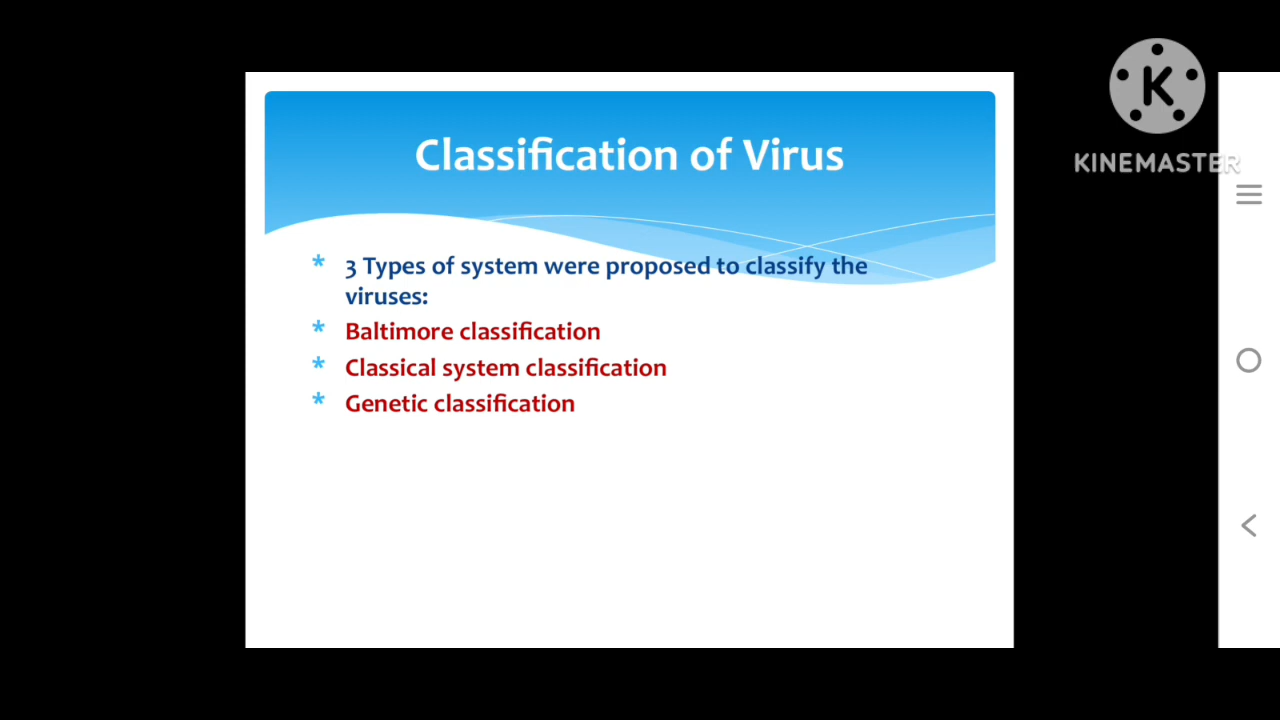 Classification of Virus
K
KINEMASTER
* 3 Types of system were proposed to classify the
viruses:
* Baltimore classification
* Classical system classification
* Genetic classification